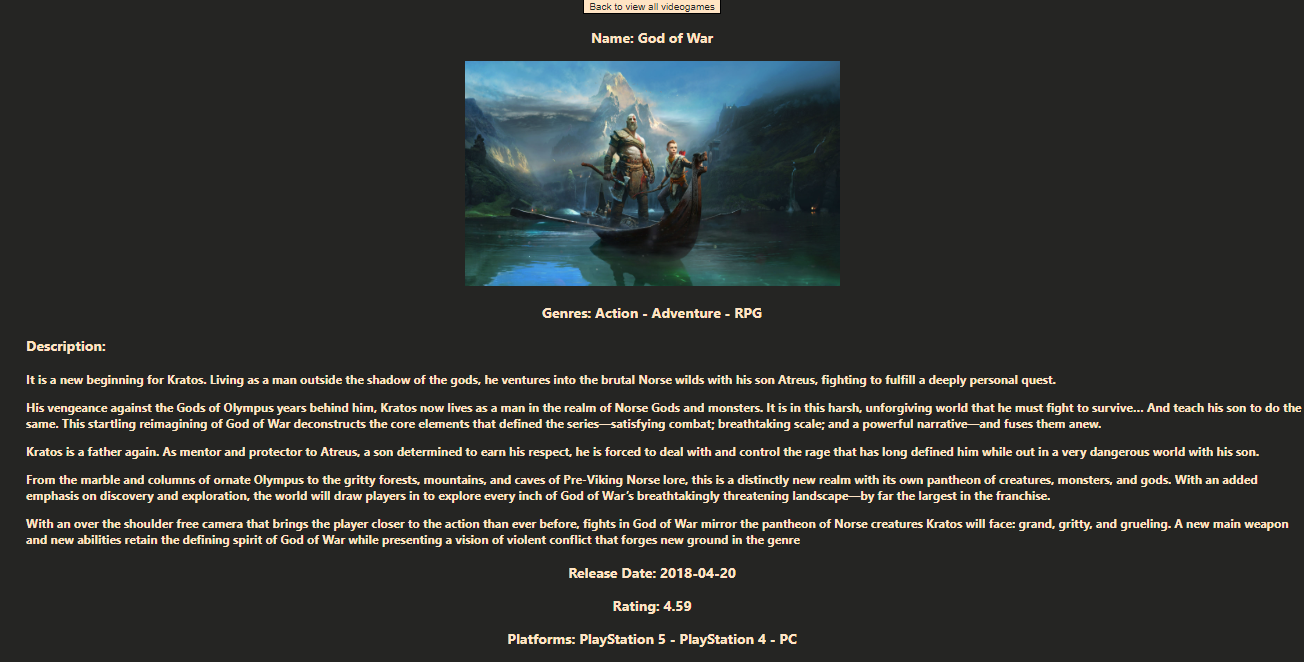 Back to view all videogames
Name: God of War
Genres: Action - Adventure - RPG
Description:
It is a new beginning for Kratos. Living as a man outside the shadow of the gods, he ventures into the brutal Norse wilds with his son Atreus, fighting to fulfill a deeply personal quest.
His vengeance against the Gods of Olympus years behind him, Kratos now lives as a man in the realm of Norse Gods and monsters. It is in this harsh, unforgiving world that he must fight to survive… And teach his son to do the
same. This startling reimagining of God of War deconstructs the core elements that defined the series—satisfying combat; breathtaking scale; and a powerful narrative—and fuses them anew.
Kratos is a father again. As mentor and protector to Atreus, a son determined to earn his respect, he is forced to deal with and control the rage that has long defined him while out in a very dangerous world with his son.
From the marble and columns of ornate Olympus to the gritty forests, mountains, and caves of Pre-Viking Norse lore, this is a distinctly new realm with its own pantheon of creatures, monsters, and gods. With an added
emphasis on discovery and exploration, the world will draw players in to explore every inch of God of War’s breathtakingly threatening landscape—by far the largest in the franchise.
With an over the shoulder free camera that brings the player closer to the action than ever before, fights in God of War mirror the pantheon of Norse creatures Kratos will face: grand, gritty, and grueling. A new main weapon
and new abilities retain the defining spirit of God of War while presenting a vision of violent conflict that forges new ground in the genre
Release Date: 2018-04-20
Rating: 4.59
Platforms: PlayStation 5 - PlayStation 4 - PC